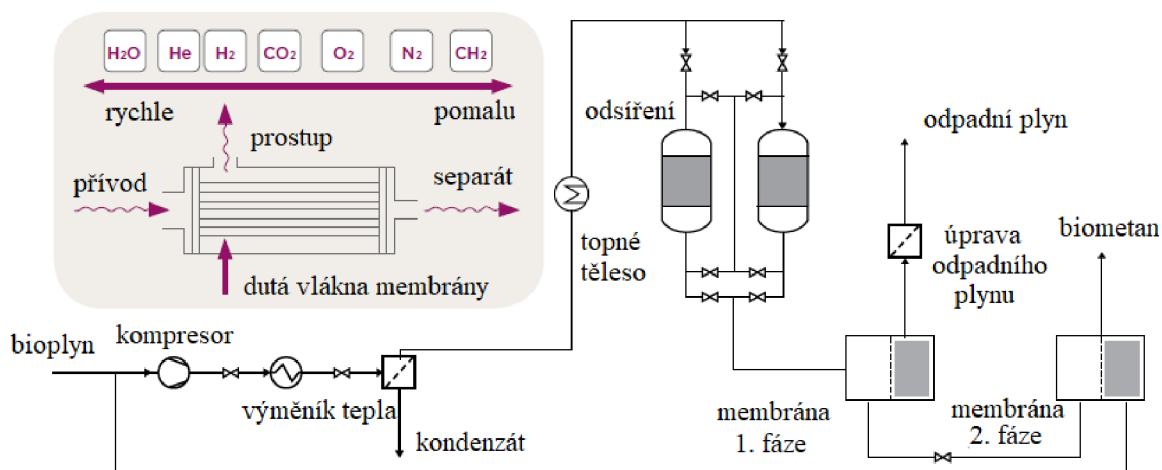 H2O He H2 CO2 O2 N2 CH2
rychle pomalu
prostup
přívod separát
dutá vlákna membrány
bioplyn
kompresor
výměník tepla
kondenzát
topné
těleso
odsíření
odpadní plyn
úprava
odpadního
plynu
biometan
membrána
1. fáze
membrána
2. fáze